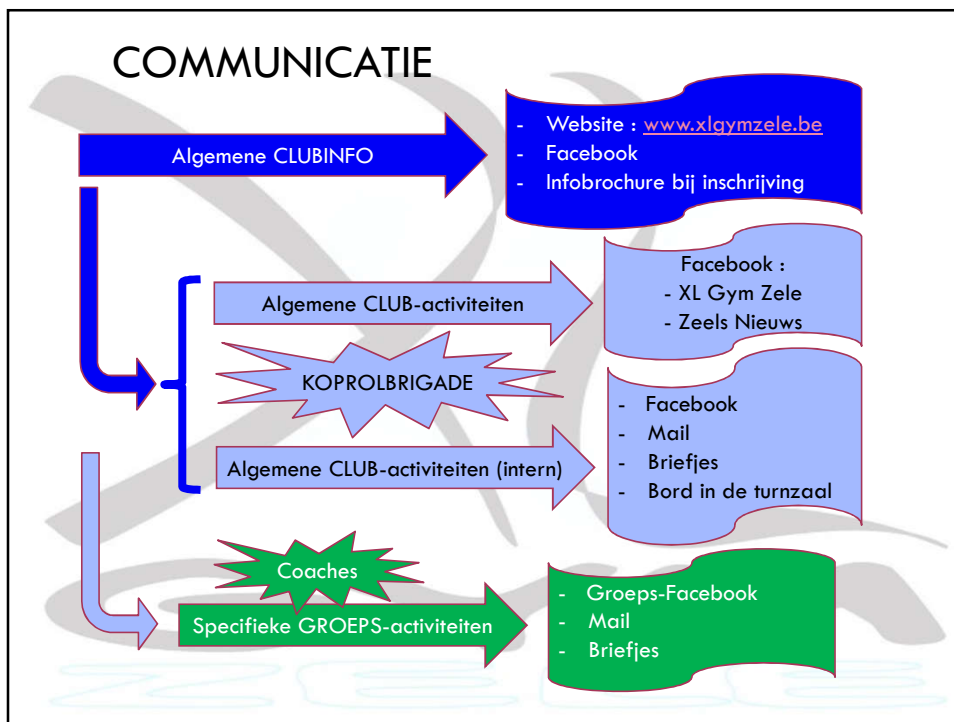 COMMUNICATIE
Algemene CLUBINFO
- Website : www.xlgymzele.be
- Facebook
- Infobrochure bij inschrijving
Algemene CLUB-activiteiten
Facebook :
- XL Gym Zele
- Zeels Nieuws
KOPROLBRIGADE
Algemene CLUB-activiteiten (intern)
- Facebook
- Mail
- Briefjes
- Bord in de turnzaal
Coaches
Specifieke GROEPS-activiteiten
- Groeps-Facebook
- Mail
- Briefjes
ZELE